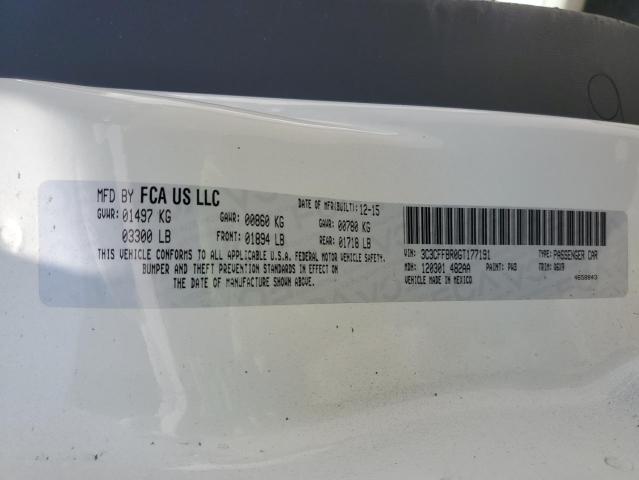 MFD BY FCA US LLC
DATE OF MFR(BUILT): 12-15
GVWR: 01497 KG
GAWR: 00860 KG
GAWR: 00780 KG
03300 LB
FRONT: 01894 LB
REAR: 01718 LB
THIS VEHICLE CONFORMS TO ALL APPLICABLE U.S.A. FEDERAL MOTOR VEHICLE SAFETY,
BUMPER AND THEFT PREVENTION STANDARDS IN EFFECT ON
THE DATE OF MANUFACTURE SHOWN ABOVE.
VIN: 3C3CFFBR0GT177191
TYPE: PASSENGER CAR
MDH: 120301 482AA
PAINT: PW3
VEHICLE MADE IN MEXICO